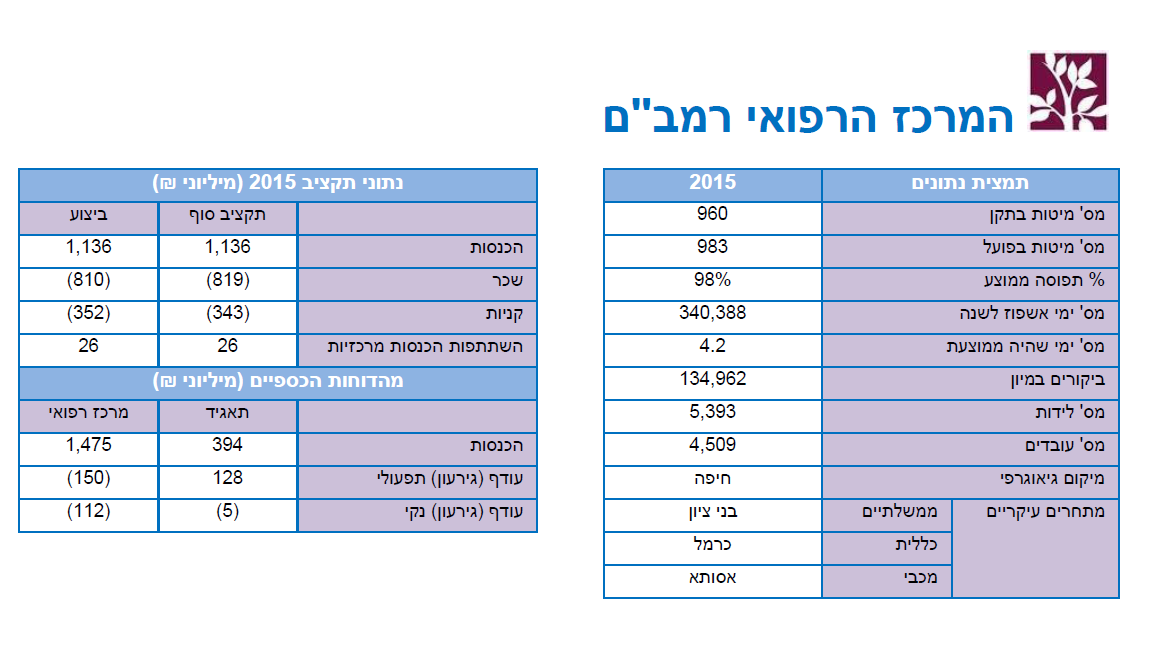 המרכז הרפואי רמב"ם
תמצית נתונים 2015
מס' מיטות בתקן 960
מס' מיטות בפועל 983
% תפוסה ממוצע 98%
מס' ימי אשפוז לשנה 340,388
מס' ימי שהיה ממוצעת 4.2
ביקורים במיון 134,962
מס' לידות 5,393
מס' עובדים 4,509
מיקום גיאוגרפי חיפה
מתחרים עיקריים ממשלתיים בני ציון
כללית כרמל
מכבי אסותא
נתוני תקציב 2015 (מיליוני ₪)
תקציב סוף ביצוע
הכנסות 1,136 1,136
שכר (819) (810)
קניות (343) (352)
השתתפות הכנסות מרכזיות 26 26
מהדוחות הכספיים (מיליוני ₪)
תאגיד מרכז רפואי
הכנסות 394 1,475
עודף (גירעון) תפעולי 128 (150)
עודף (גירעון) נקי (5) (112)